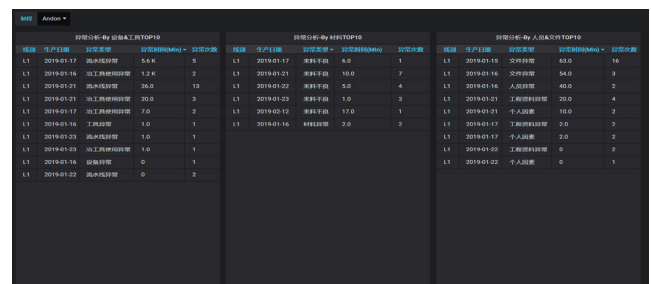 制程 Andon
异常分析-By 设备&工具TOP10
线别 生产日期 异常类型 异常时间(Min) 异常次数
L1 2019-01-17 流水线异常 5.6 K 5
L1 2019-01-16 治工具使用异常 1.2 K 2
L1 2019-01-21 流水线异常 26.0 13
L1 2019-01-21 治工具使用异常 20.0 3
L1 2019-01-17 治工具使用异常 7.0 2
L1 2019-01-16 工具异常 1.0 1
L1 2019-01-23 流水线异常 1.0 1
L1 2019-01-23 治工具使用异常 1.0 1
L1 2019-01-16 设备异常 0 1
L1 2019-01-22 流水线异常 0 2
异常分析-By 材料TOP10
线别 生产日期 异常类型 异常时间(Min) 异常次数
L1 2019-01-17 来料不良 6.0 1
L1 2019-01-21 来料不良 10.0 7
L1 2019-01-22 来料不良 5.0 4
L1 2019-01-23 来料不良 1.0 3
L1 2019-02-12 来料不良 17.0 1
L1 2019-01-16 材料异常 2.0 2
异常分析-By 人员&文件TOP10
线别 生产日期 异常类型 异常时间(Min) 异常次数
L1 2019-01-15 文件异常 63.0 16
L1 2019-01-16 文件异常 54.0 3
L1 2019-01-16 人员异常 40.0 2
L1 2019-01-21 工程资料异常 20.0 4
L1 2019-01-21 个人因素 10.0 2
L1 2019-01-17 工程资料异常 2.0 2
L1 2019-01-17 个人因素 2.0 2
L1 2019-01-22 工程资料异常 0 2
L1 2019-01-22 个人因素 0 1